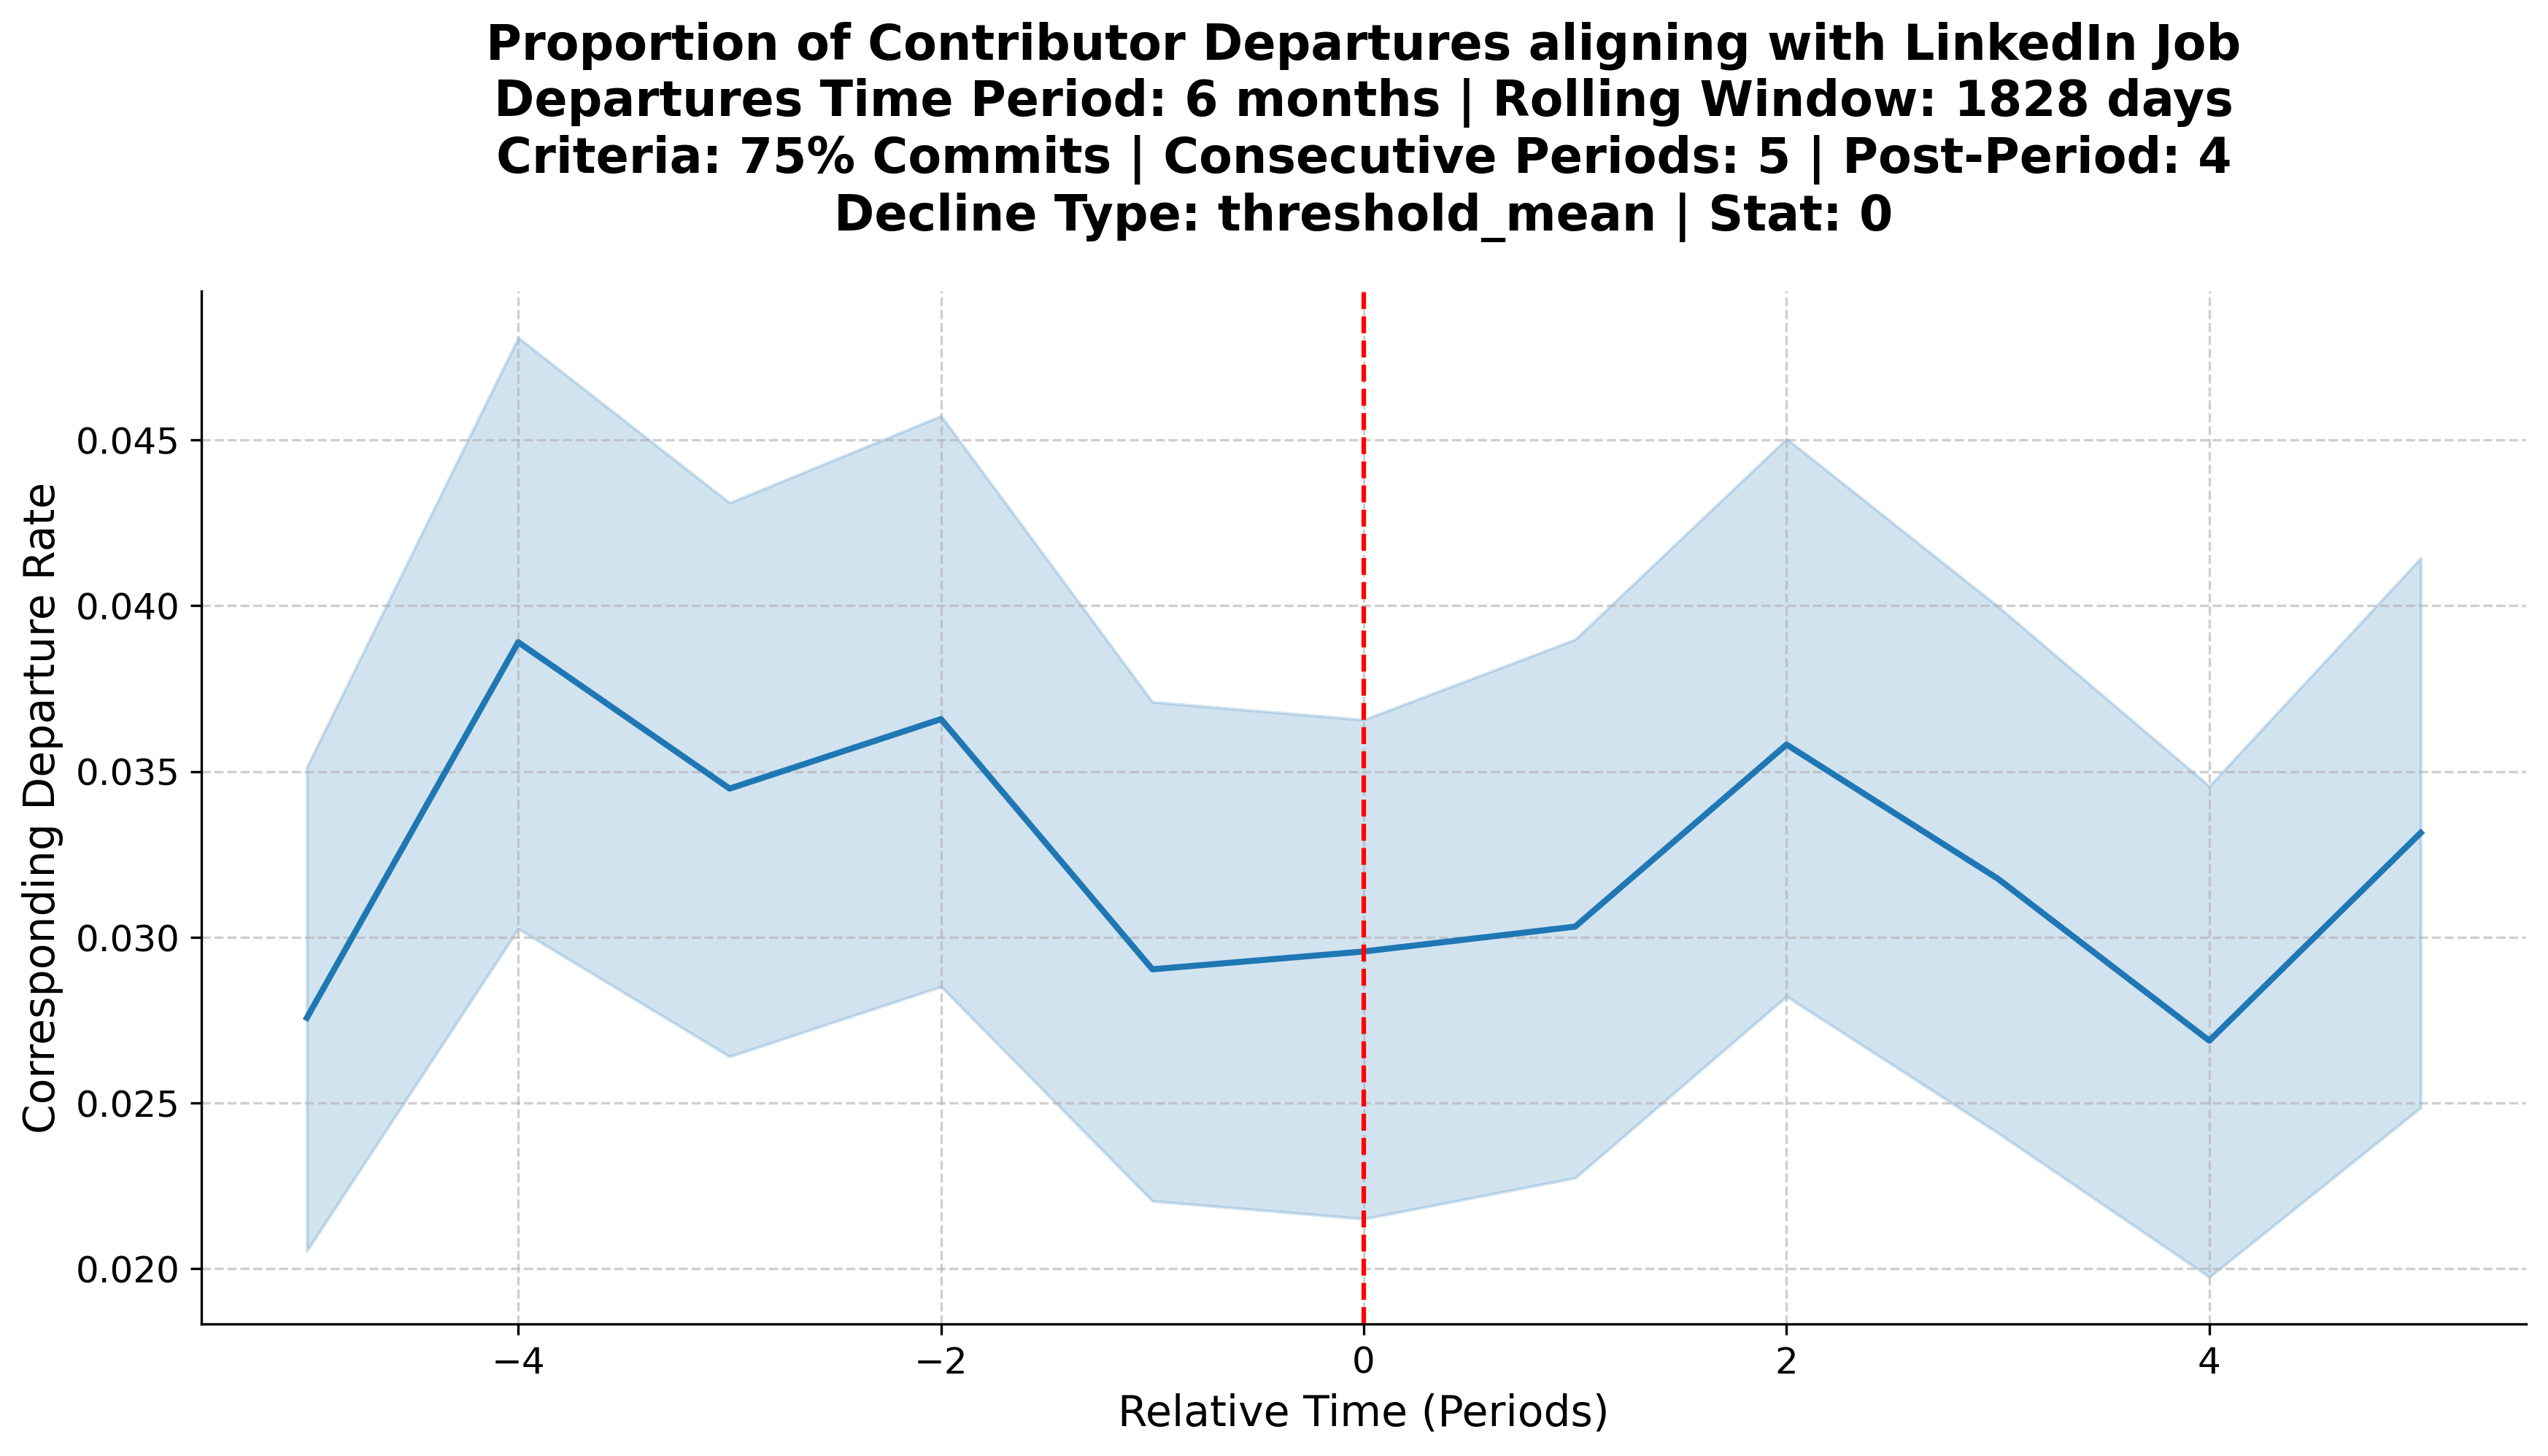 Proportion of Contributor Departures aligning with LinkedIn Job
Departures Time Period: 6 months | Rolling Window: 1828 days
Criteria: 75% Commits | Consecutive Periods: 5 | Post-Period: 4
Decline Type: threshold_mean | Stat: 0
Corresponding Departure Rate
0.045
0.040
0.035
0.030
0.025
0.020
−4 −2 0 2 4
Relative Time (Periods)